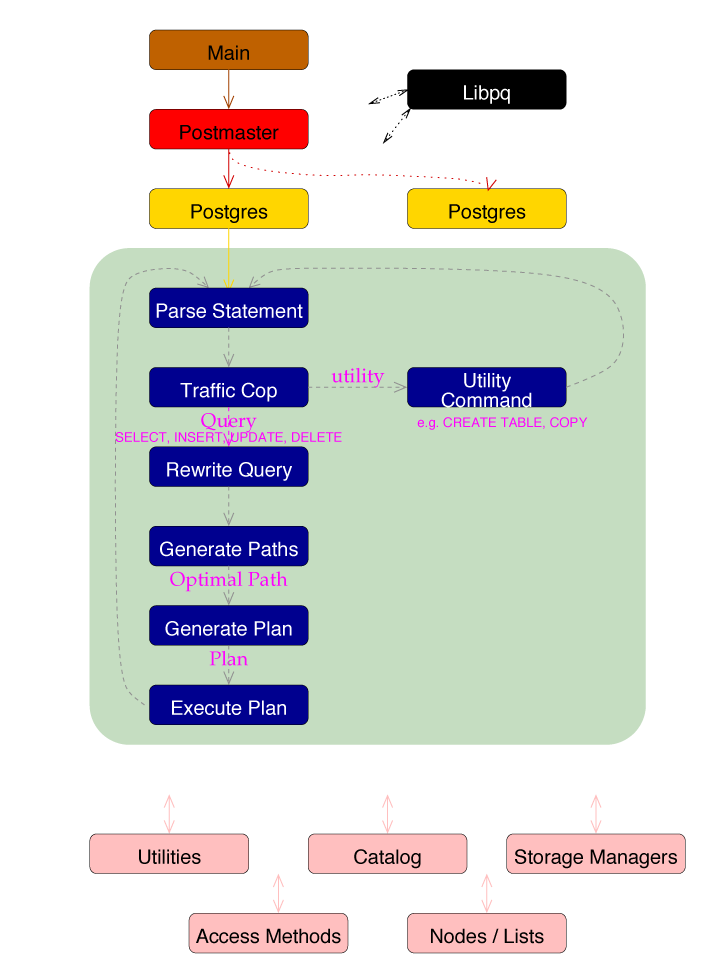 Main
Libpq
Postmaster
Postgres
Postgres
Parse Statement
Traffic Cop
utility
Utility
Command
Query
e.g. CREATE TABLE, COPY
SELECT, INSERT, UPDATE, DELETE
Rewrite Query
Generate Paths
Optimal Path
Generate Plan
Plan
Execute Plan
Utilities
Catalog
Storage Managers
Access Methods
Nodes / Lists